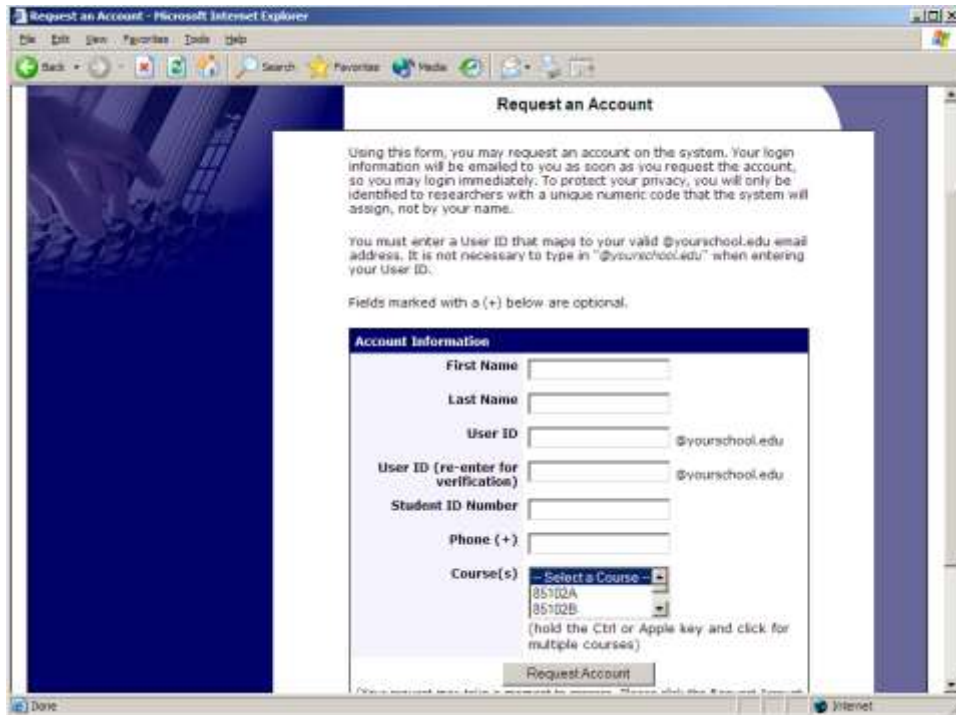 Request an Account - Microsoft Internet Explorer
File Edit View Favorites Tools Help
Back Search Favorites Media
Request an Account
Using this form, you may request an account on the system. Your login
information will be emailed to you as soon as you request the account,
so you may login immediately. To protect your privacy, you will only be
identified to researchers with a unique numeric code that the system will
assign, not by your name.
You must enter a User ID that maps to your valid @yourschool.edu email
address. It is not necessary to type in "@yourschool.edu" when entering
your User ID.
Fields marked with a (+) below are optional.
Account Information
First Name
Last Name
User ID @yourschool.edu
User ID (re-enter for
verification) @yourschool.edu
Student ID Number
Phone (+)
Course(s) -- Select a Course --
85102A
85102B
(hold the Ctrl or Apple key and click for
multiple courses)
Request Account
Done Internet